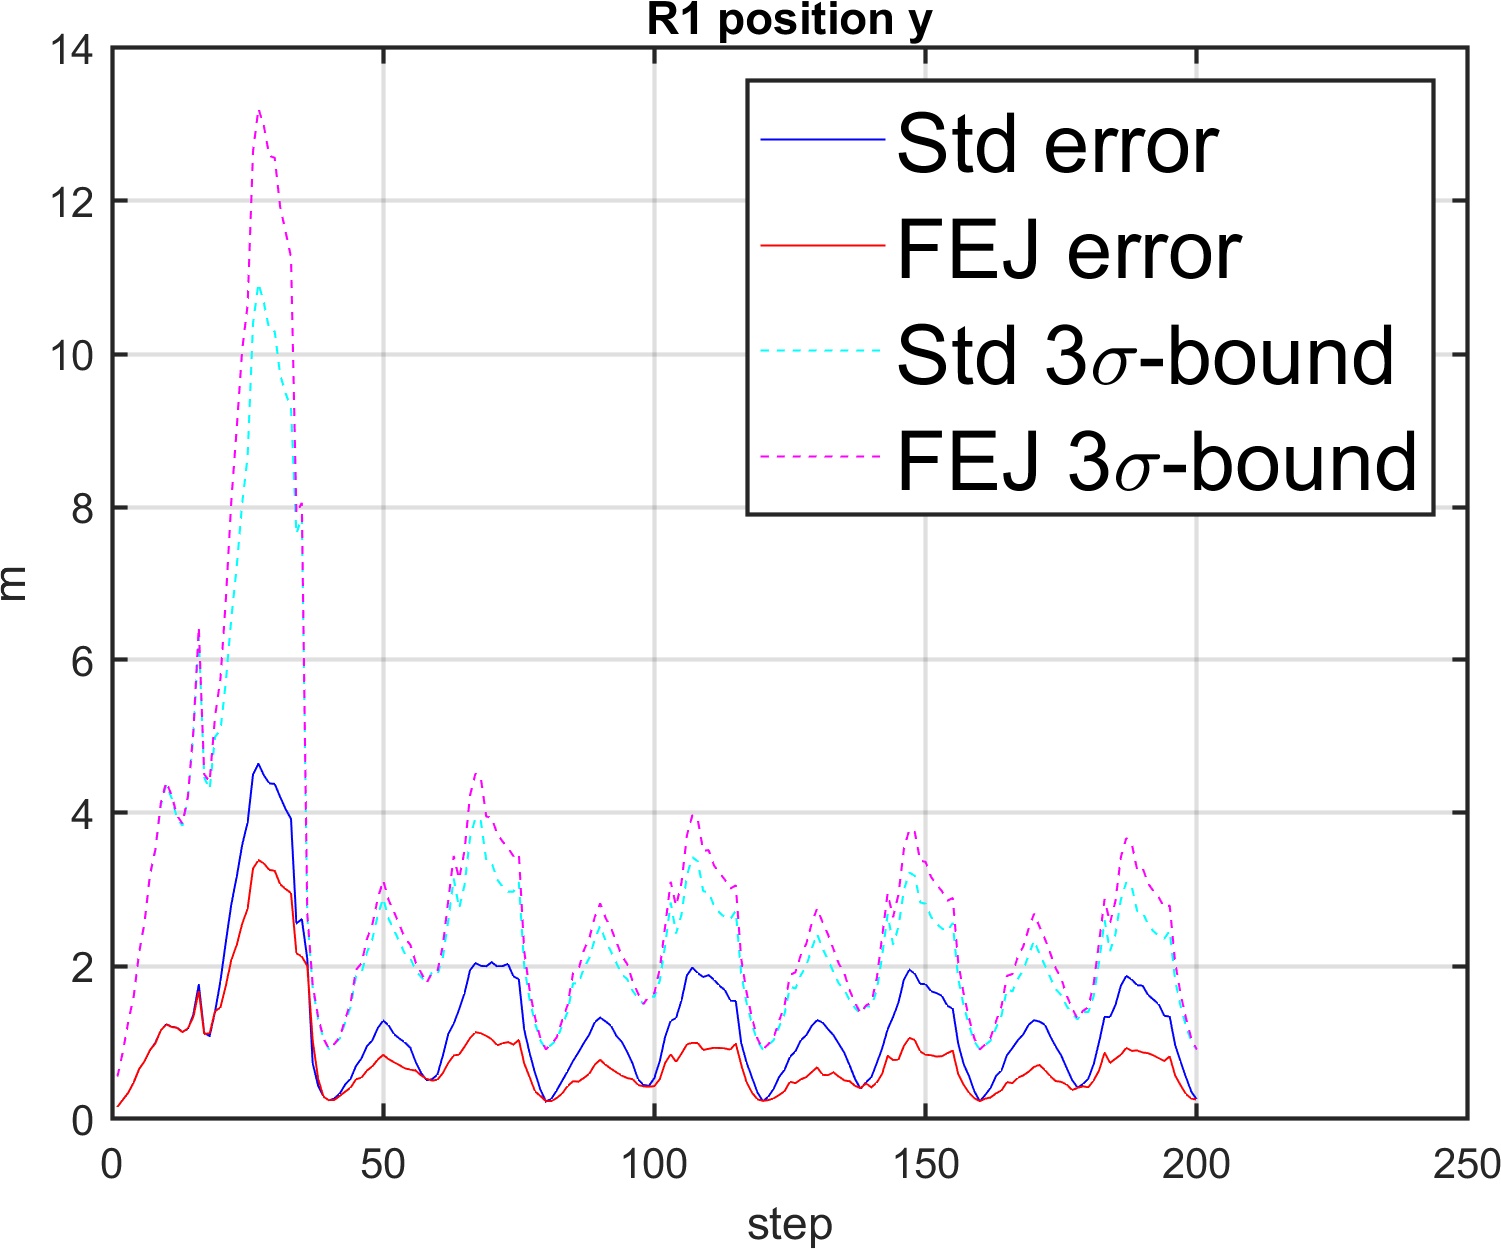 R1 position y
14
12
10
8
6
4
2
0
m
Std error
FEJ error
Std 3σ-bound
FEJ 3σ-bound
0 50 100 150 200 250
step